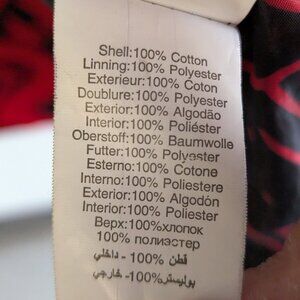 Shell:100% Cotton
Linning:100% Polyester
Exterieur:100% Coton
Doublure:100% Polyester
Exterior:100% Algodão
Interior:100% Poliéster
Oberstoff:100% Baumwolle
Futter:100% Polyester
Esterno:100% Cotone
Interno:100% Poliestere
Exterior:100% Algodón
Interior:100% Poliester
Верх:100%хлопок
100% полиэстер
قطن 100% - داخلي
بوليستر100% - خارجي